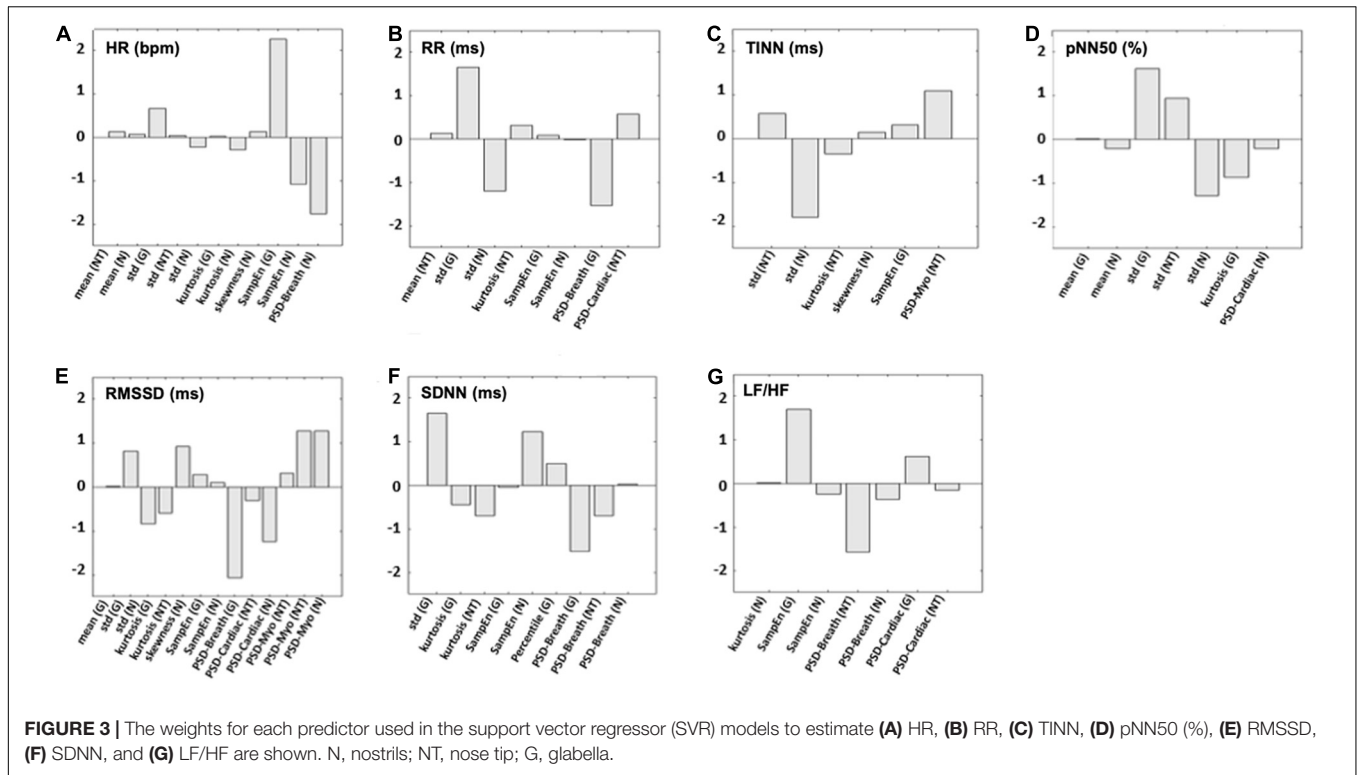 A
HR (bpm)
2
1
0
-1
-2
mean (NT)
mean (N)
std (G)
std (NT)
std (N)
kurtosis (G)
kurtosis (N)
skewness (N)
SampEn (G)
SampEn (N)
PSD-Breath (N)
B
RR (ms)
2
1
0
-1
-2
mean (NT)
std (G)
std (N)
kurtosis (NT)
SampEn (G)
SampEn (N)
PSD-Breath (G)
PSD-Cardiac (NT)
C
TINN (ms)
2
1
0
-1
-2
std (NT)
std (N)
kurtosis (NT)
skewness (N)
SampEn (G)
PSD-Myo (NT)
D
pNN50 (%)
2
1
0
-1
-2
mean (G)
mean (N)
std (G)
std (NT)
std (N)
kurtosis (G)
PSD-Cardiac (N)
E
RMSSD (ms)
2
1
0
-1
-2
mean (G)
std (G)
std (N)
kurtosis (G)
kurtosis (NT)
skewness (N)
SampEn (G)
SampEn (N)
PSD-Breath (G)
PSD-Cardiac (NT)
PSD-Cardiac (N)
PSD-Myo (NT)
PSD-Myo (NT)
PSD-Myo (N)
F
SDNN (ms)
2
1
0
-1
-2
std (G)
kurtosis (G)
kurtosis (NT)
SampEn (G)
SampEn (N)
Percentile (G)
PSD-Breath (G)
PSD-Breath (NT)
PSD-Breath (N)
G
LF/HF
2
1
0
-1
-2
kurtosis (N)
SampEn (G)
SampEn (N)
PSD-Breath (NT)
PSD-Breath (N)
PSD-Cardiac (G)
PSD-Cardiac (NT)
FIGURE 3 | The weights for each predictor used in the support vector regressor (SVR) models to estimate (A) HR, (B) RR, (C) TINN, (D) pNN50 (%), (E) RMSSD,
(F) SDNN, and (G) LF/HF are shown. N, nostrils; NT, nose tip; G, glabella.